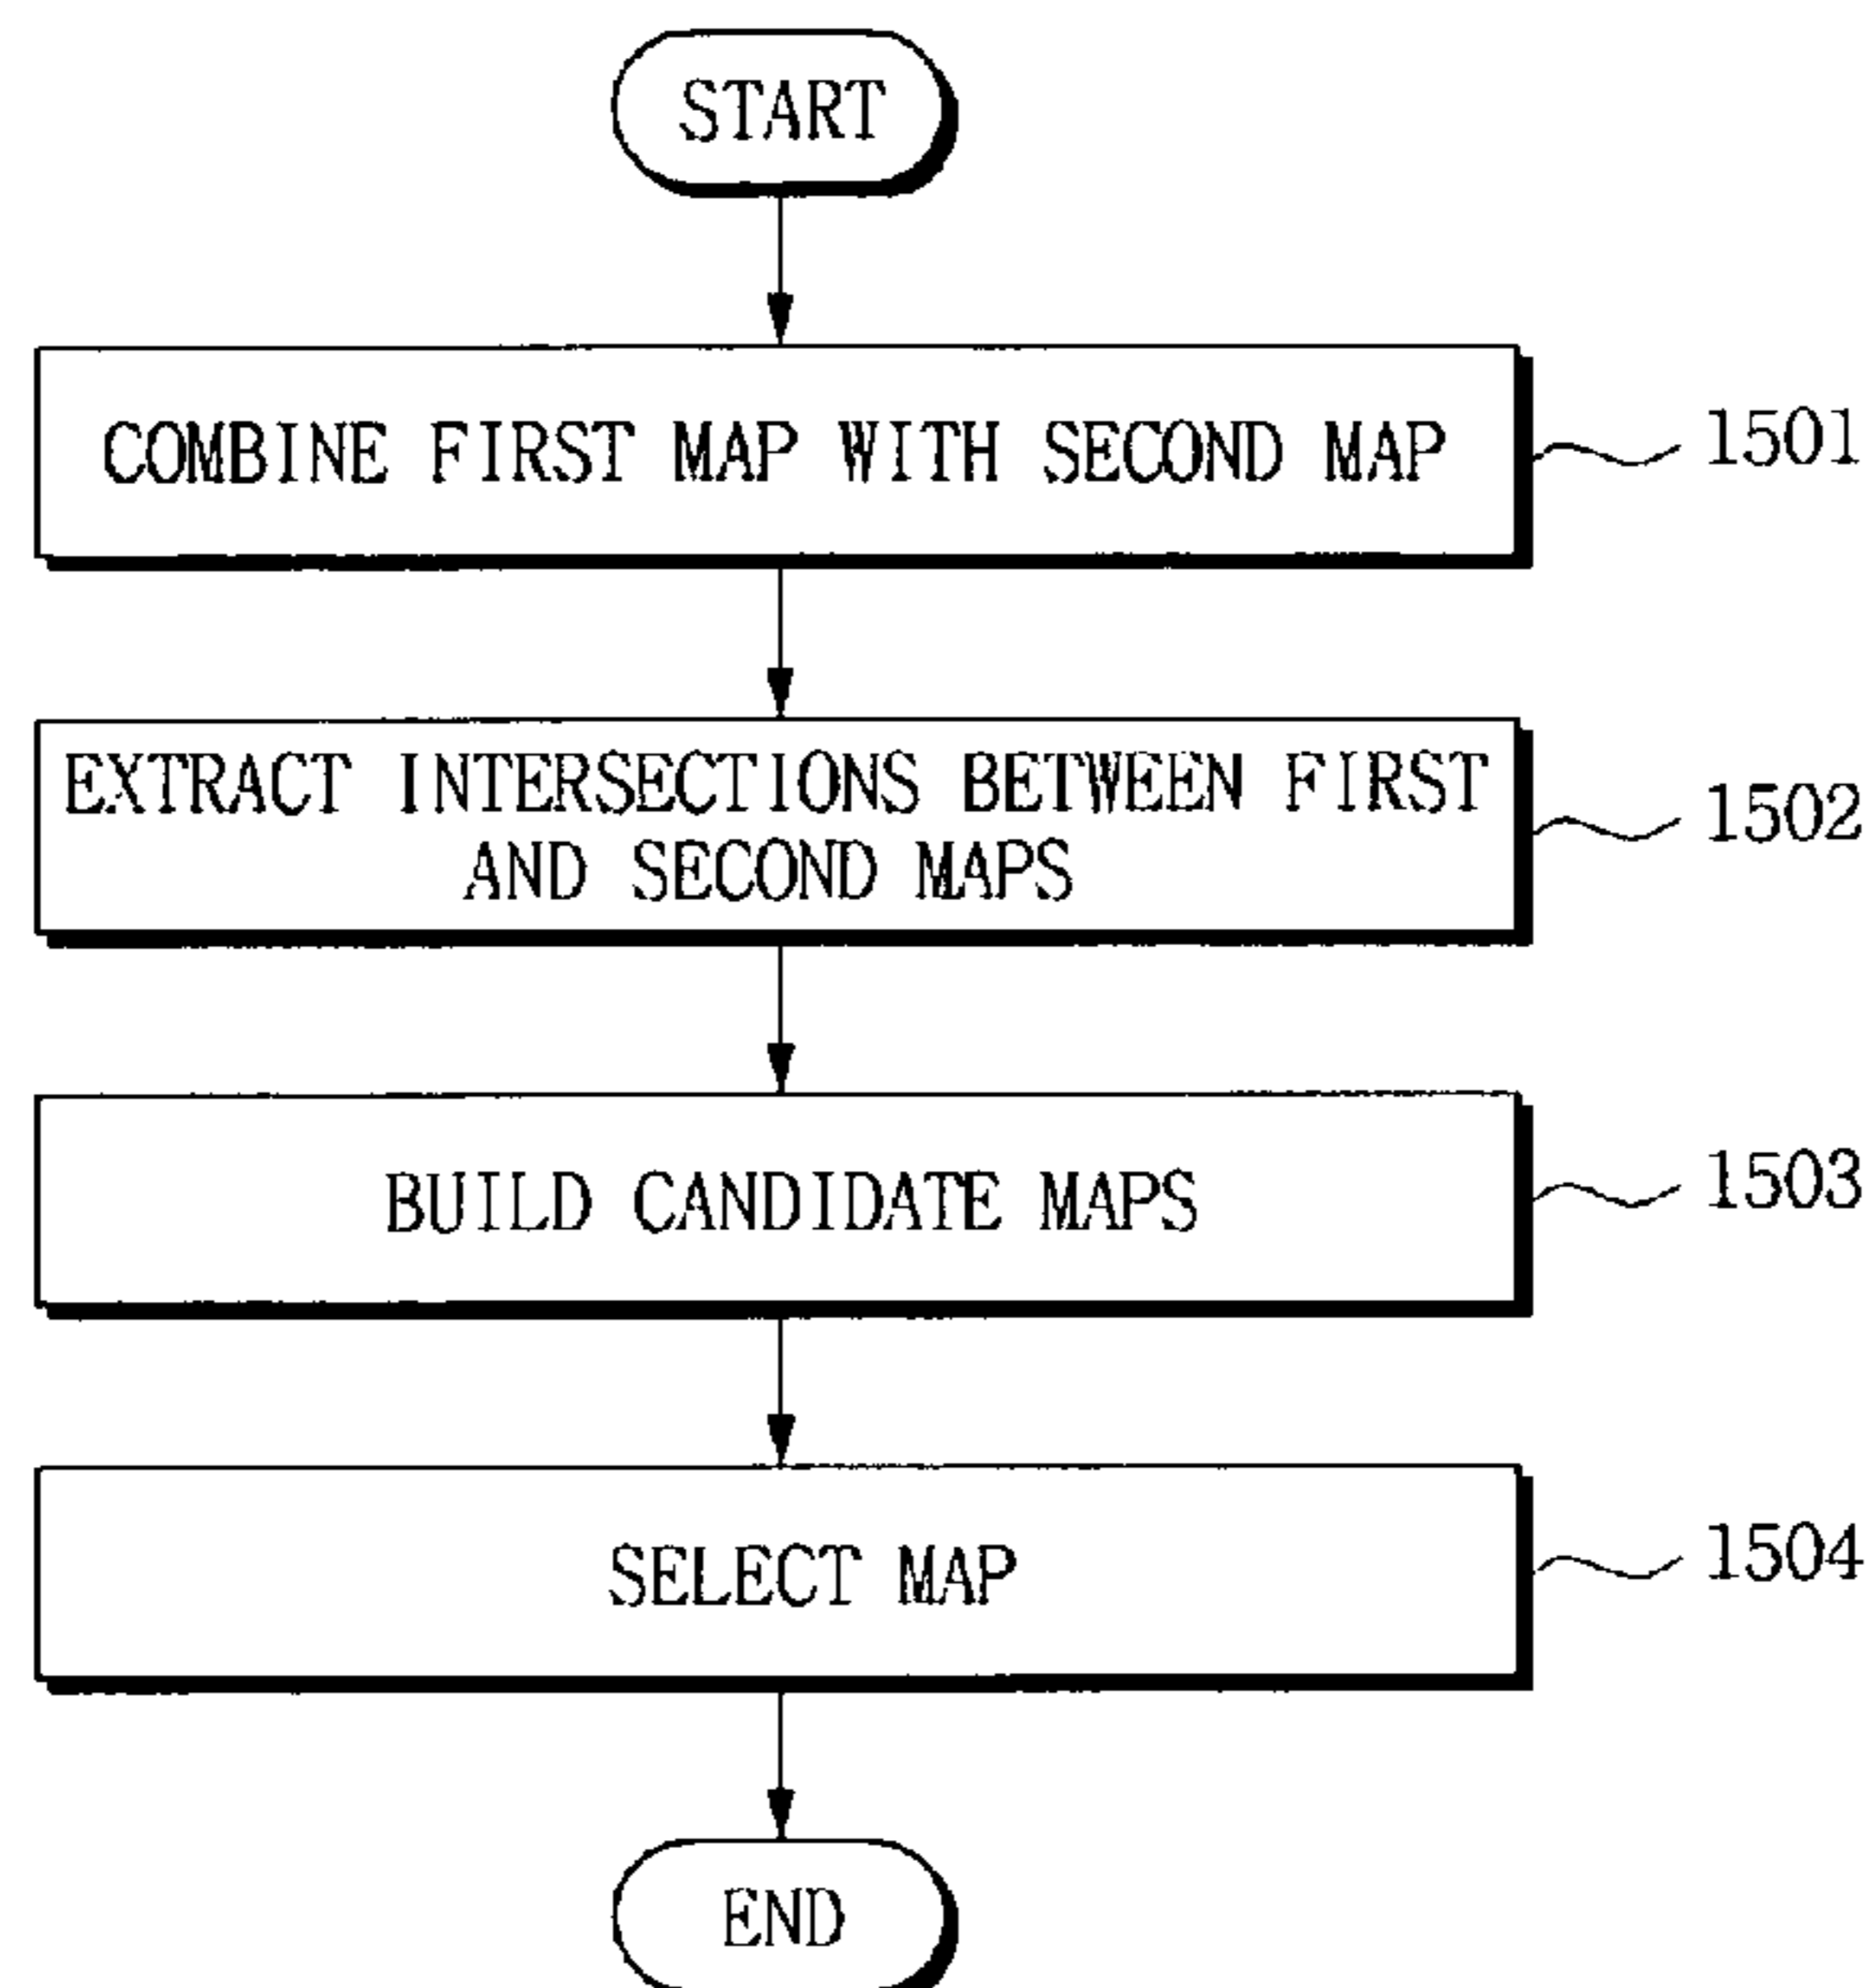 START
COMBINE FIRST MAP WITH SECOND MAP
1501
EXTRACT INTERSECTIONS BETWEEN FIRST
AND SECOND MAPS
1502
BUILD CANDIDATE MAPS
1503
SELECT MAP
1504
END